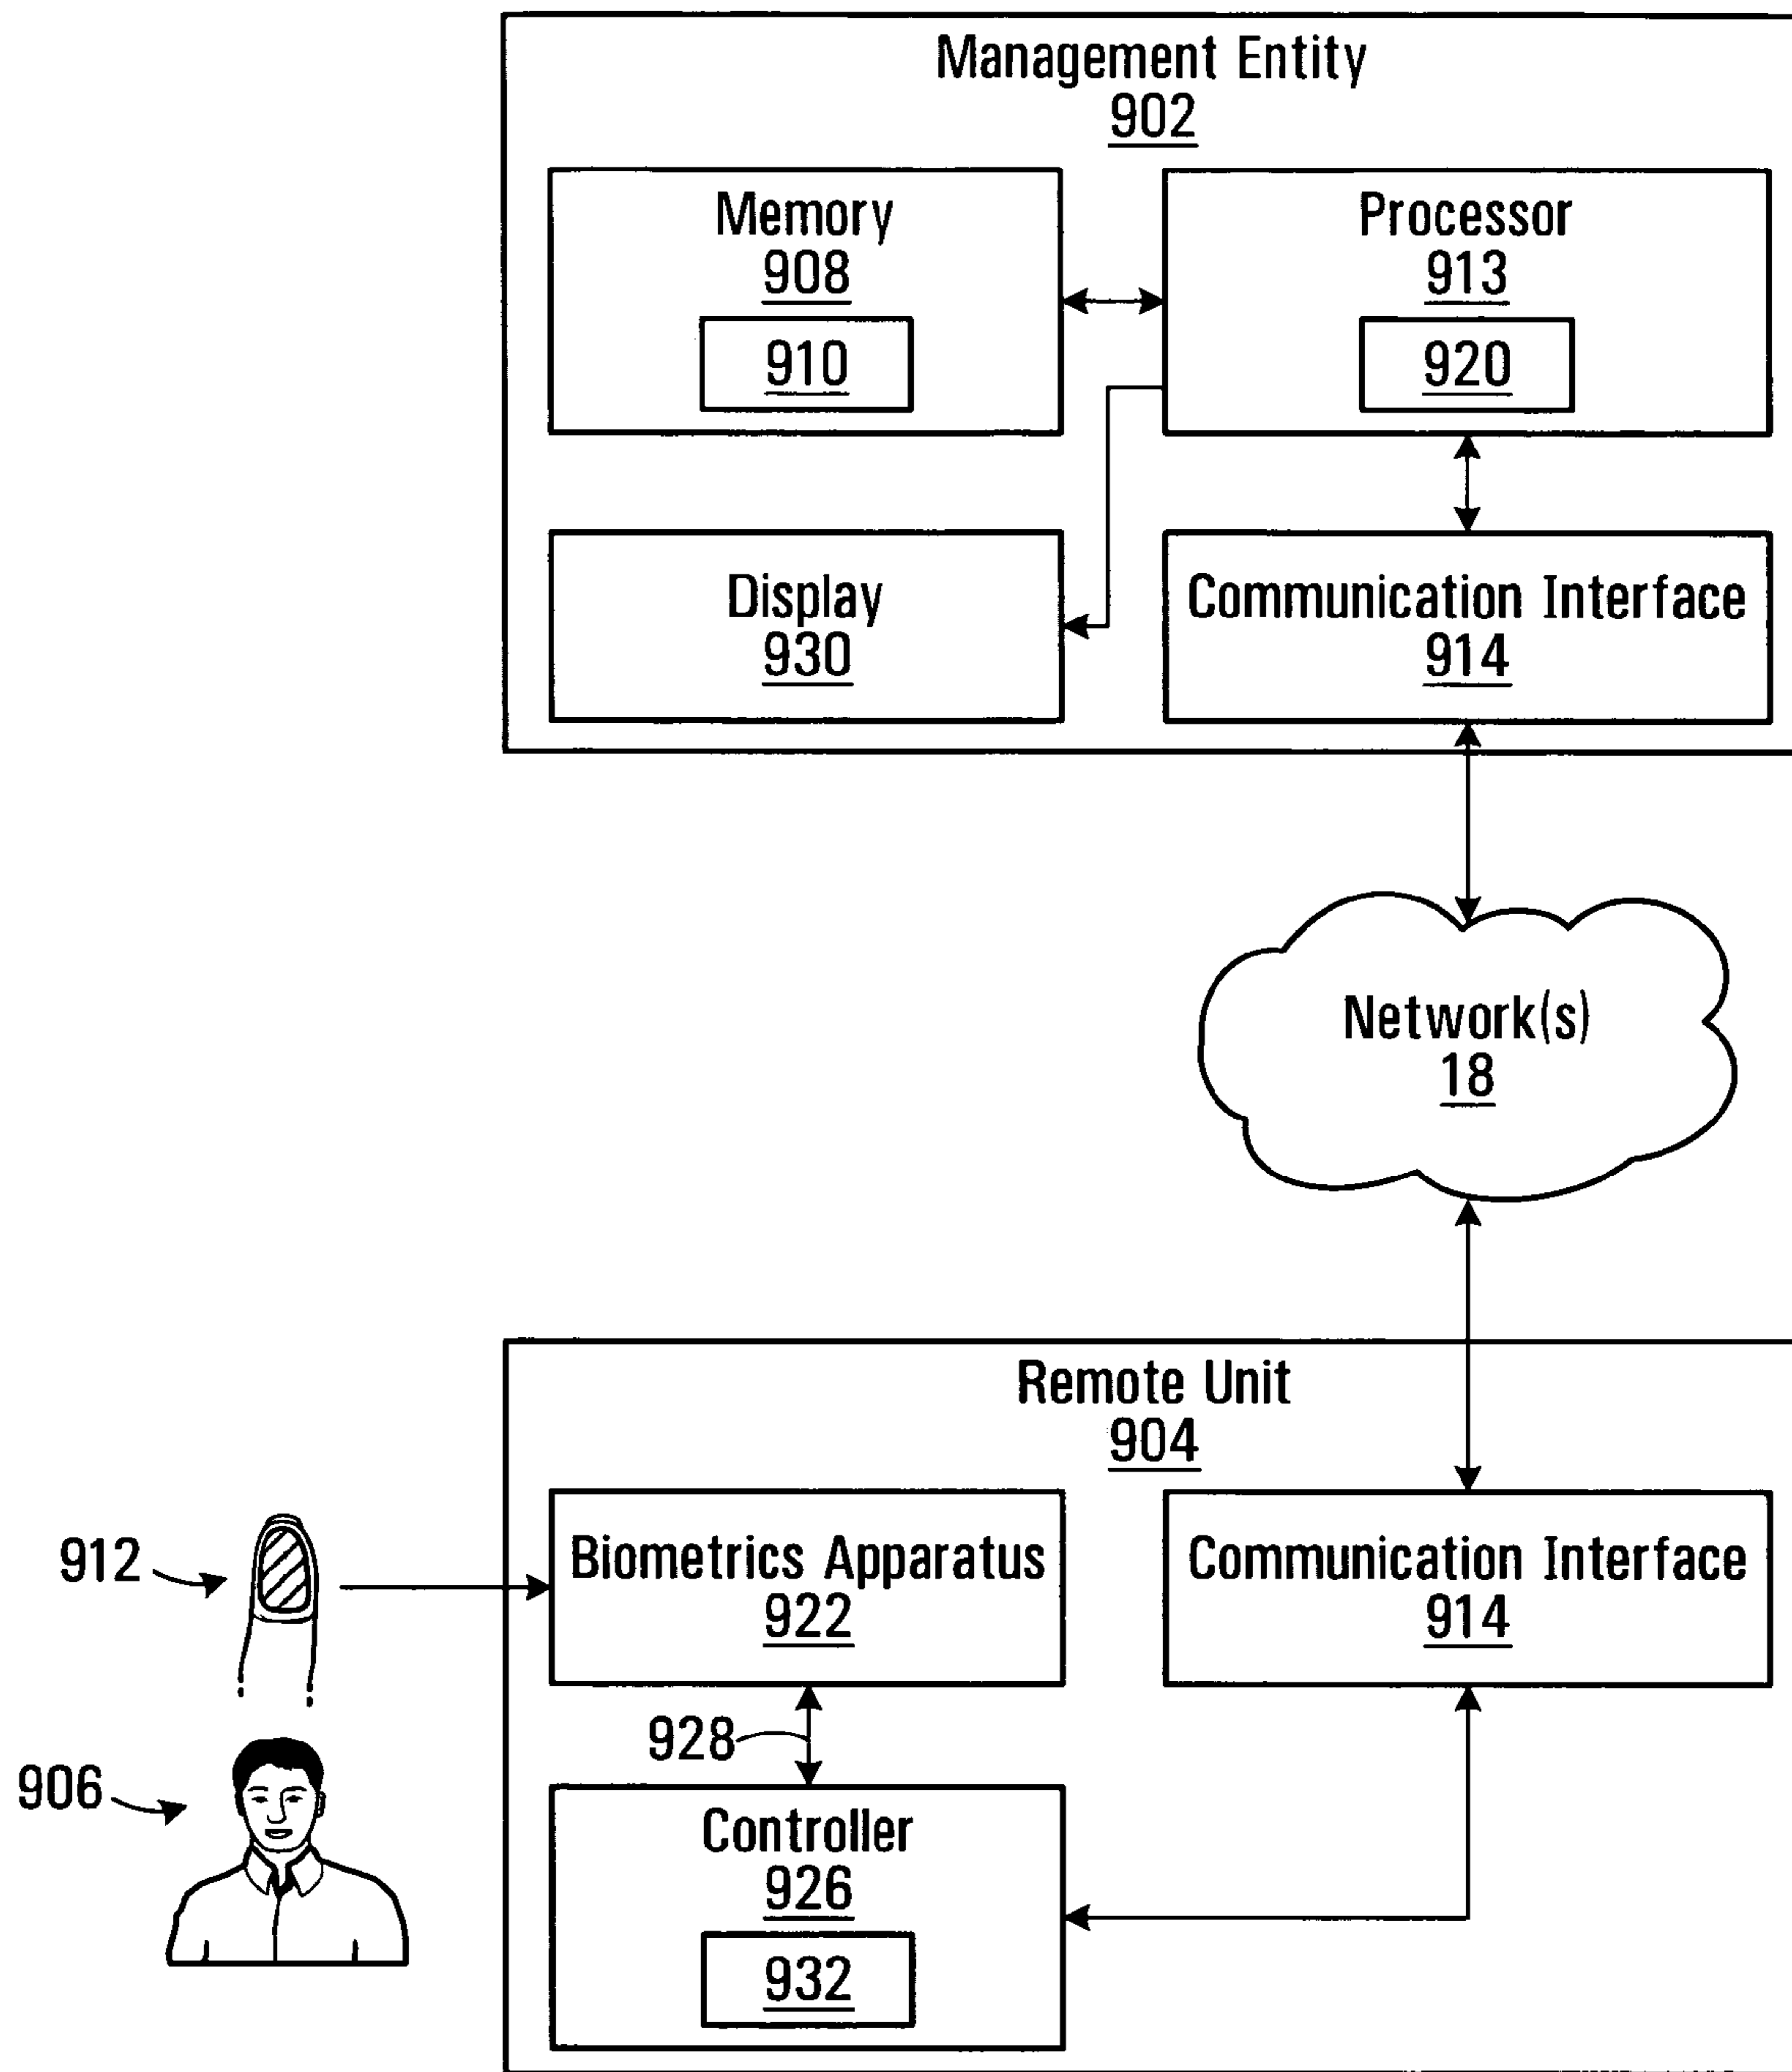 Management Entity
902
Memory
908
910
Processor
913
920
Display
930
Communication Interface
914
Network(s)
18
Remote Unit
904
912
Biometrics Apparatus
922
Communication Interface
914
928
906
Controller
926
932